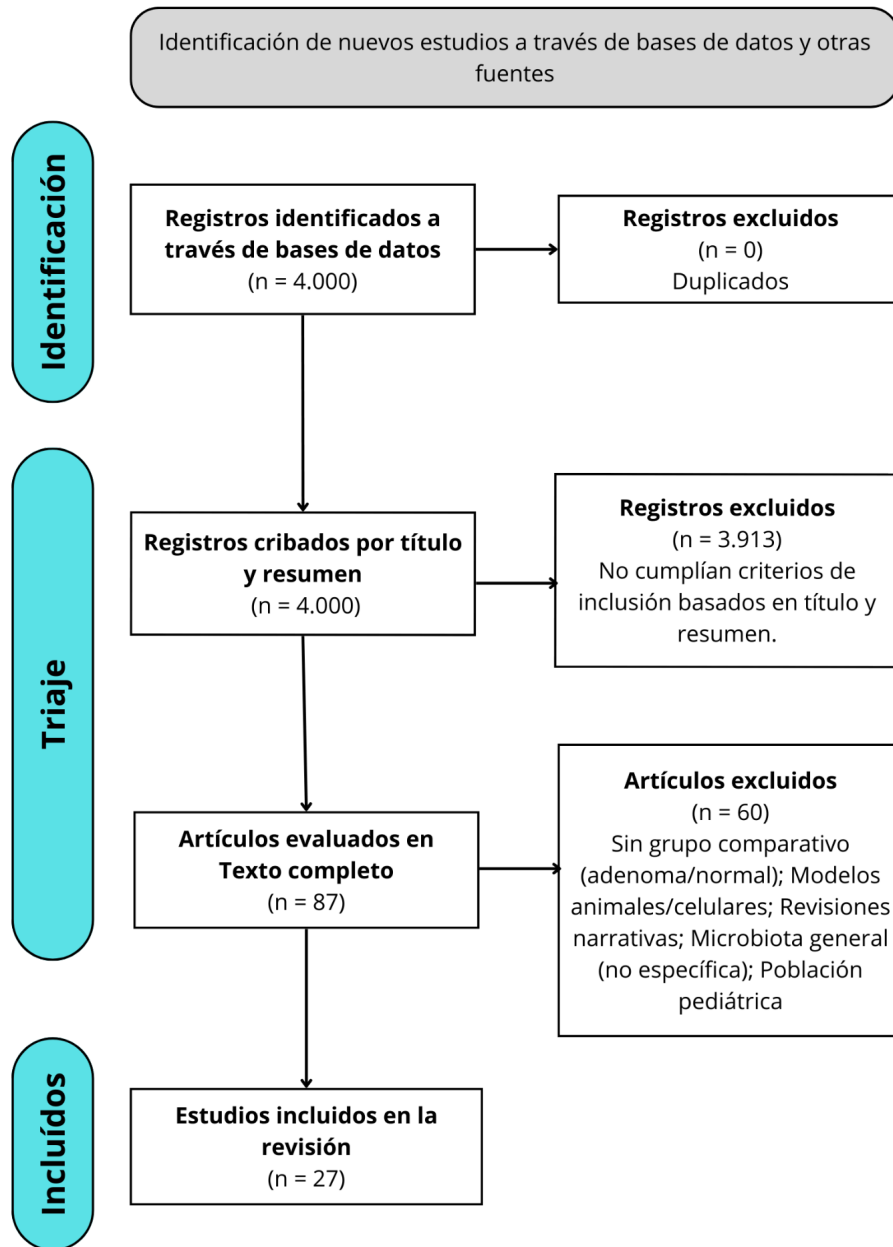 Identificación de nuevos estudios a través de bases de datos y otras
fuentes
Identificación
Registros identificados a
través de bases de datos
(n = 4.000)
Registros excluidos
(n = 0)
Duplicados
Triaje
Registros cribados por título
y resumen
(n = 4.000)
Registros excluidos
(n = 3.913)
No cumplían criterios de
inclusión basados en título y
resumen.
Artículos evaluados en
Texto completo
(n = 87)
Artículos excluidos
(n = 60)
Sin grupo comparativo
(adenoma/normal); Modelos
animales/celulares; Revisiones
narrativas; Microbiota general
(no específica); Población
pediátrica
Incluídos
Estudios incluidos en la
revisión
(n = 27)